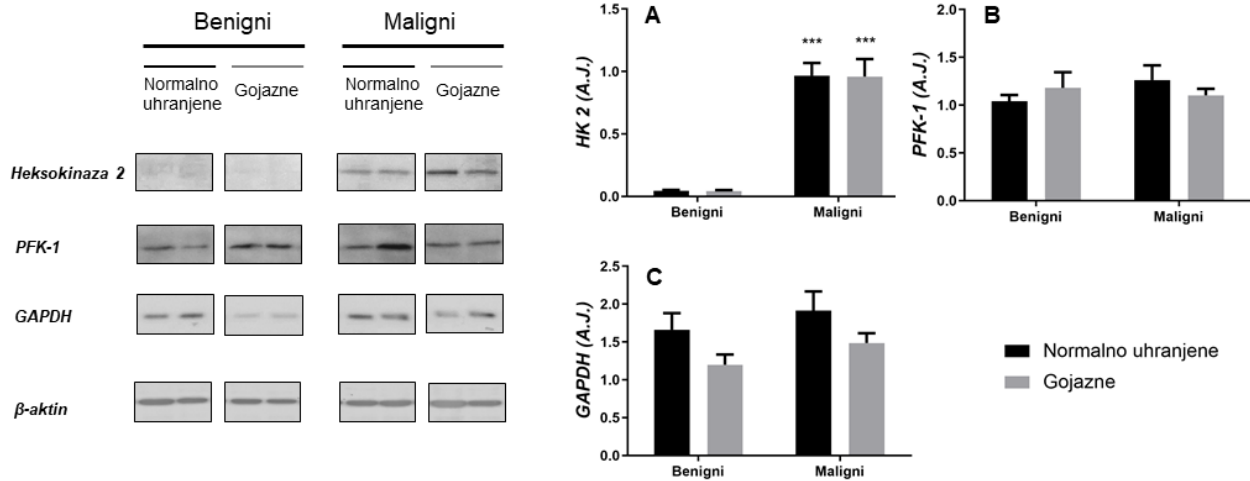 Benigni
Maligni
Normalno
uhranjene
Gojazne
Normalno
uhranjene
Gojazne
Heksokinaza 2
PFK-1
GAPDH
β-aktin
A
HK 2 (A.J.)
1.5
1.0
0.5
0.0
***
***
Benigni
Maligni
B
PFK-1 (A.J.)
2.0
1.5
1.0
0.5
0.0
Benigni
Maligni
C
GAPDH (A.J.)
2.5
2.0
1.5
1.0
0.5
0.0
Benigni
Maligni
Normalno uhranjene
Gojazne